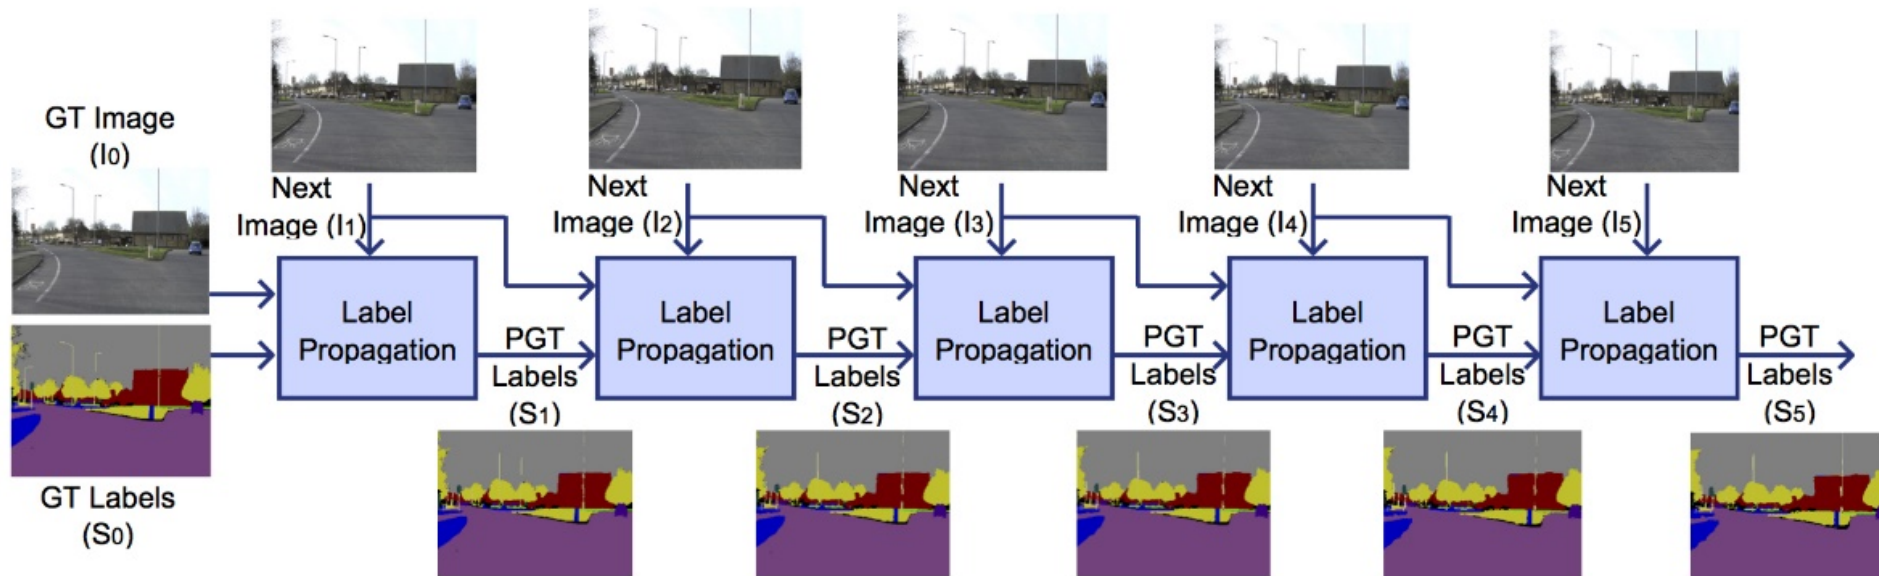 GT Image
(I0)
GT Labels
(S0)
Next
Image (I1)
Next
Image (I2)
Next
Image (I3)
Next
Image (I4)
Next
Image (I5)
Label
Propagation
Label
Propagation
Label
Propagation
Label
Propagation
Label
Propagation
PGT
Labels
(S1)
PGT
Labels
(S2)
PGT
Labels
(S3)
PGT
Labels
(S4)
PGT
Labels
(S5)